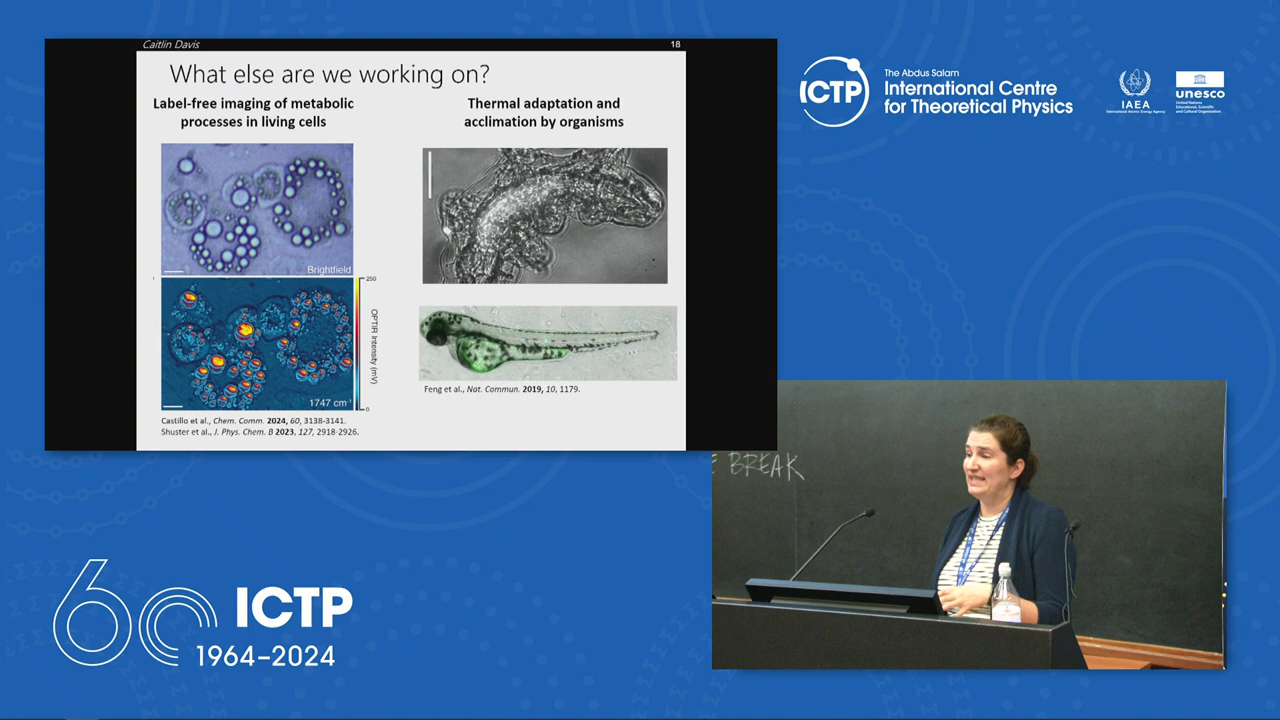 Caitlin Davis
18
What else are we working on?
Label-free imaging of metabolic
processes in living cells
Thermal adaptation and
acclimation by organisms
Brightfield
250
OPTIR Intensity (mV)
0
1747 cm⁻¹
Castillo et al., Chem. Comm. 2024, 60, 3138-3141.
Shuster et al., J. Phys. Chem. B 2023, 127, 2918-2926.
Feng et al., Nat. Commun. 2019, 10, 1179.
ICTP
The Abdus Salam
International Centre
for Theoretical Physics
IAEA
International Atomic Energy Agency
unesco
United Nations
Educational, Scientific
and Cultural Organization
BREAK
60 ICTP
1964–2024